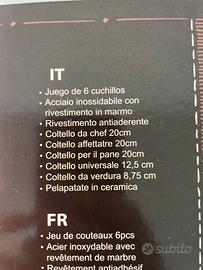 IT
• Juego de 6 cuchillos
• Acciaio inossidabile con
rivestimento in marmo
• Rivestimento antiaderente
• Coltello da chef 20cm
• Coltello affettatre 20cm
• Coltello per il pane 20cm
• Coltello universale 12,5 cm
• Coltello da verdura 8,75 cm
• Pelapatate in ceramica
FR
• Jeu de couteaux 6pcs
• Acier inoxydable avec
revêtement de marbre
• Revêtement antiadhésif
subito